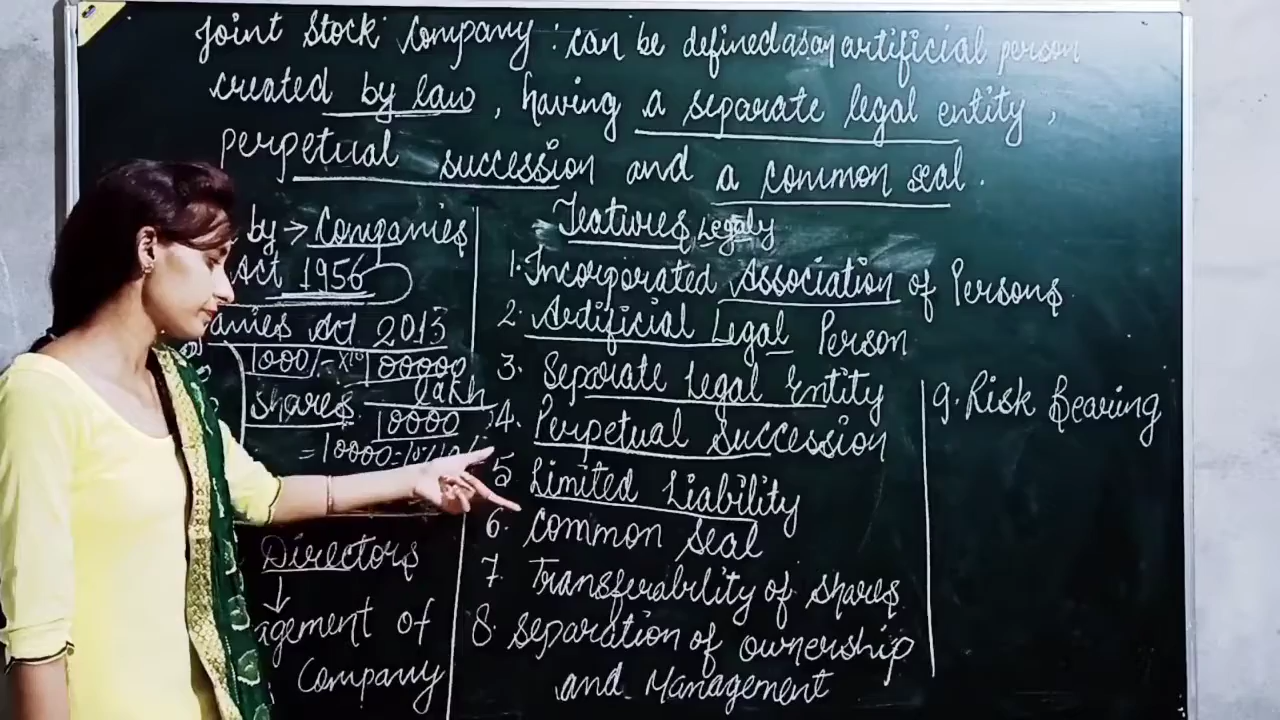 Joint Stock Company : can be defined as an artificial person
created by law, having a separate legal entity,
perpetual succession and a common seal.
by → Companies
Act 1956
anies Act 2013
1000/- x10 100000
shares lakh
10000
= 10000
Directors
↓
agement of
Company
Features Legaly
1. Incorporated Association of Persons
2. Artificial Legal Person
3. Separate Legal Entity
4. Perpetual Succession
5 Limited Liability
6. Common Seal
7 Transferability of shares
8. Separation of ownership
and Management
9. Risk Bearing